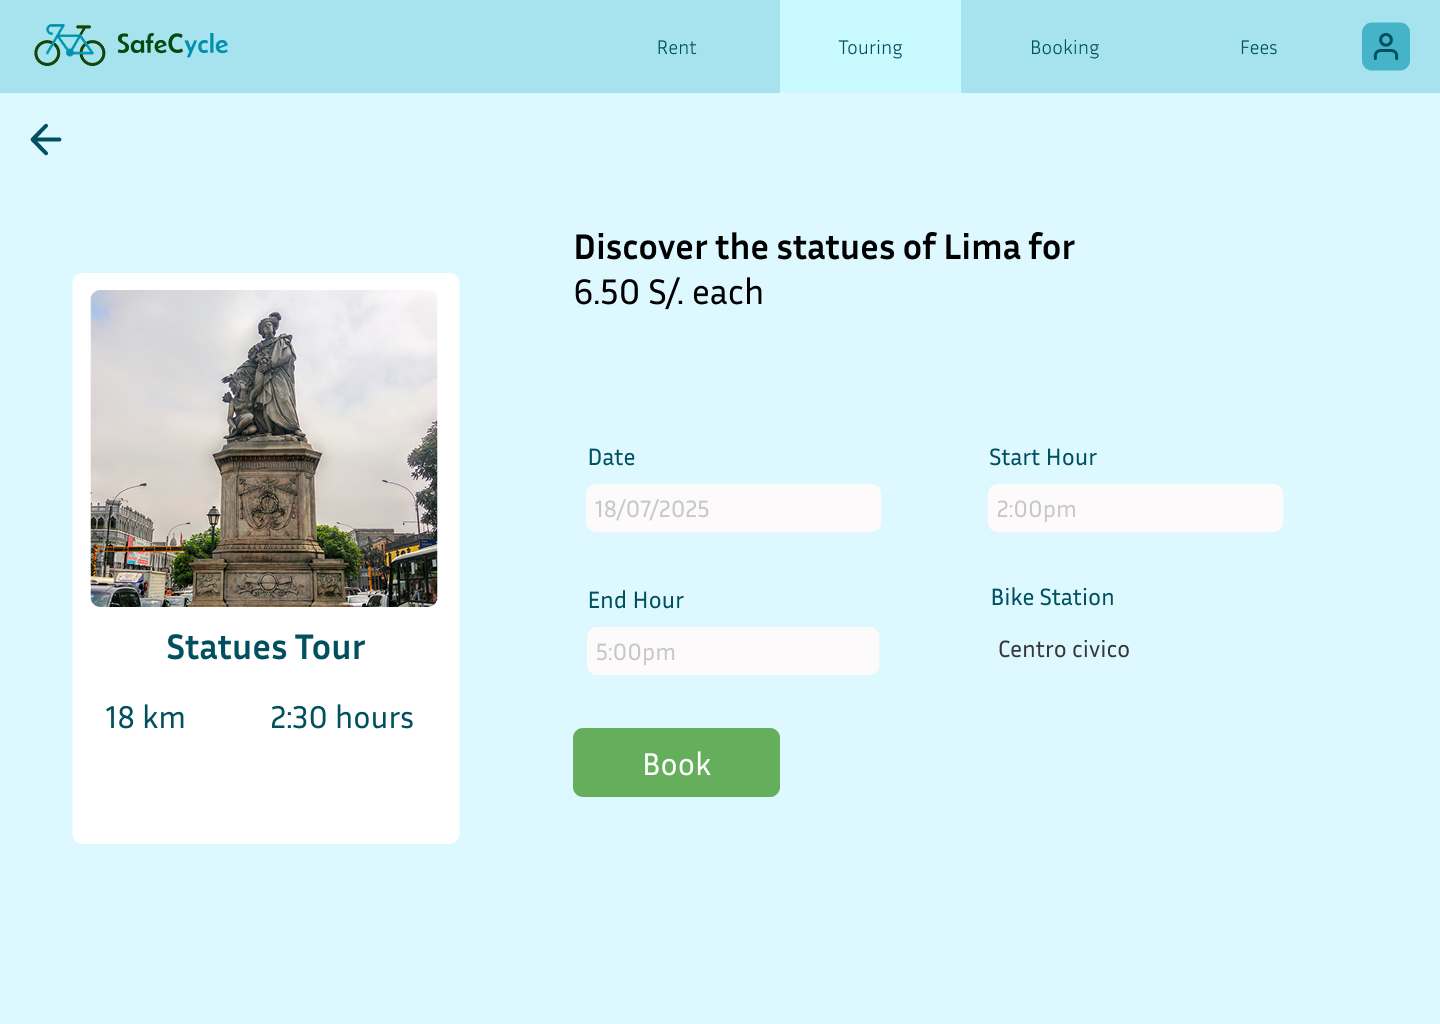 SafeCycle
Rent
Touring
Booking
Fees
Discover the statues of Lima for
6.50 S/. each
Statues Tour
18 km
2:30 hours
Date
18/07/2025
Start Hour
2:00pm
End Hour
5:00pm
Bike Station
Centro civico
Book